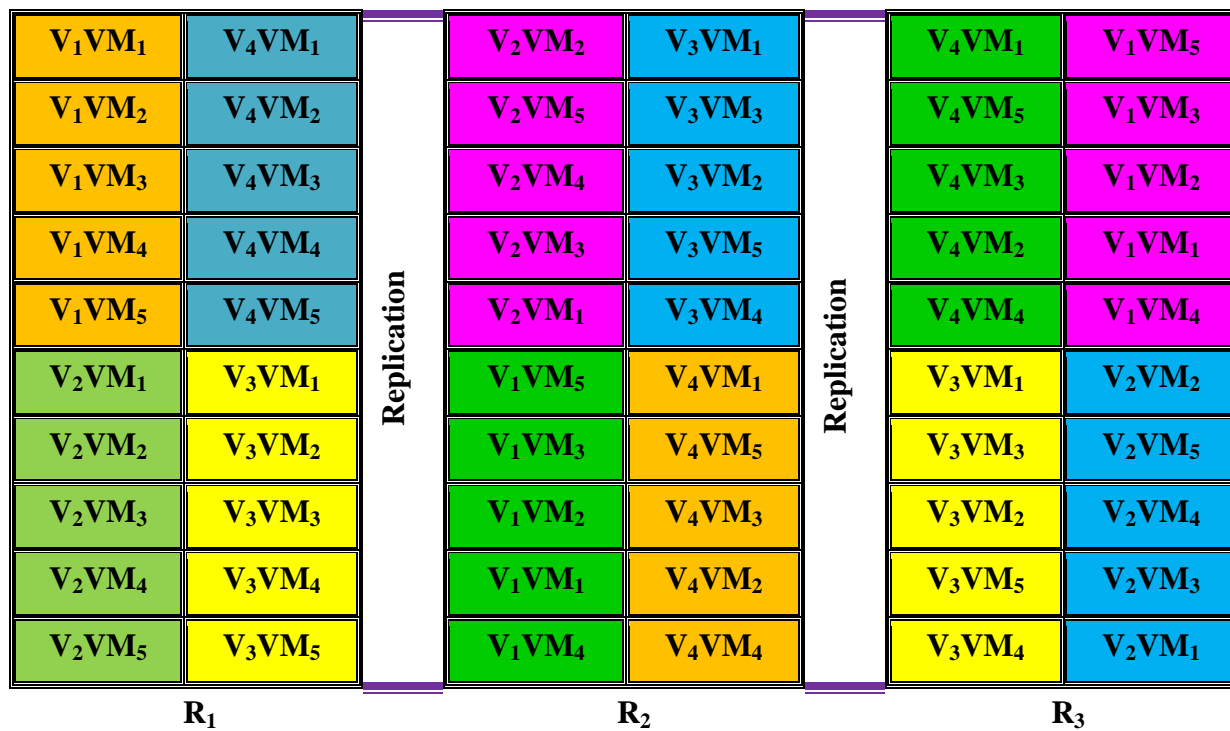 V₁VM₁ V₄VM₁ V₂VM₂ V₃VM₁ V₄VM₁ V₁VM₅
V₁VM₂ V₄VM₂ V₂VM₅ V₃VM₃ V₄VM₅ V₁VM₃
V₁VM₃ V₄VM₃ V₂VM₄ V₃VM₂ V₄VM₃ V₁VM₂
V₁VM₄ V₄VM₄ V₂VM₃ V₃VM₅ V₄VM₂ V₁VM₁
V₁VM₅ V₄VM₅ V₂VM₁ V₃VM₄ V₄VM₄ V₁VM₄
V₂VM₁ V₃VM₁ V₁VM₅ V₄VM₁ V₃VM₁ V₂VM₂
V₂VM₂ V₃VM₂ V₁VM₃ V₄VM₅ V₃VM₃ V₂VM₅
V₂VM₃ V₃VM₃ V₁VM₂ V₄VM₃ V₃VM₂ V₂VM₄
V₂VM₄ V₃VM₄ V₁VM₁ V₄VM₂ V₃VM₅ V₂VM₃
V₂VM₅ V₃VM₅ V₁VM₄ V₄VM₄ V₃VM₄ V₂VM₁
Replication
Replication
R₁ R₂ R₃